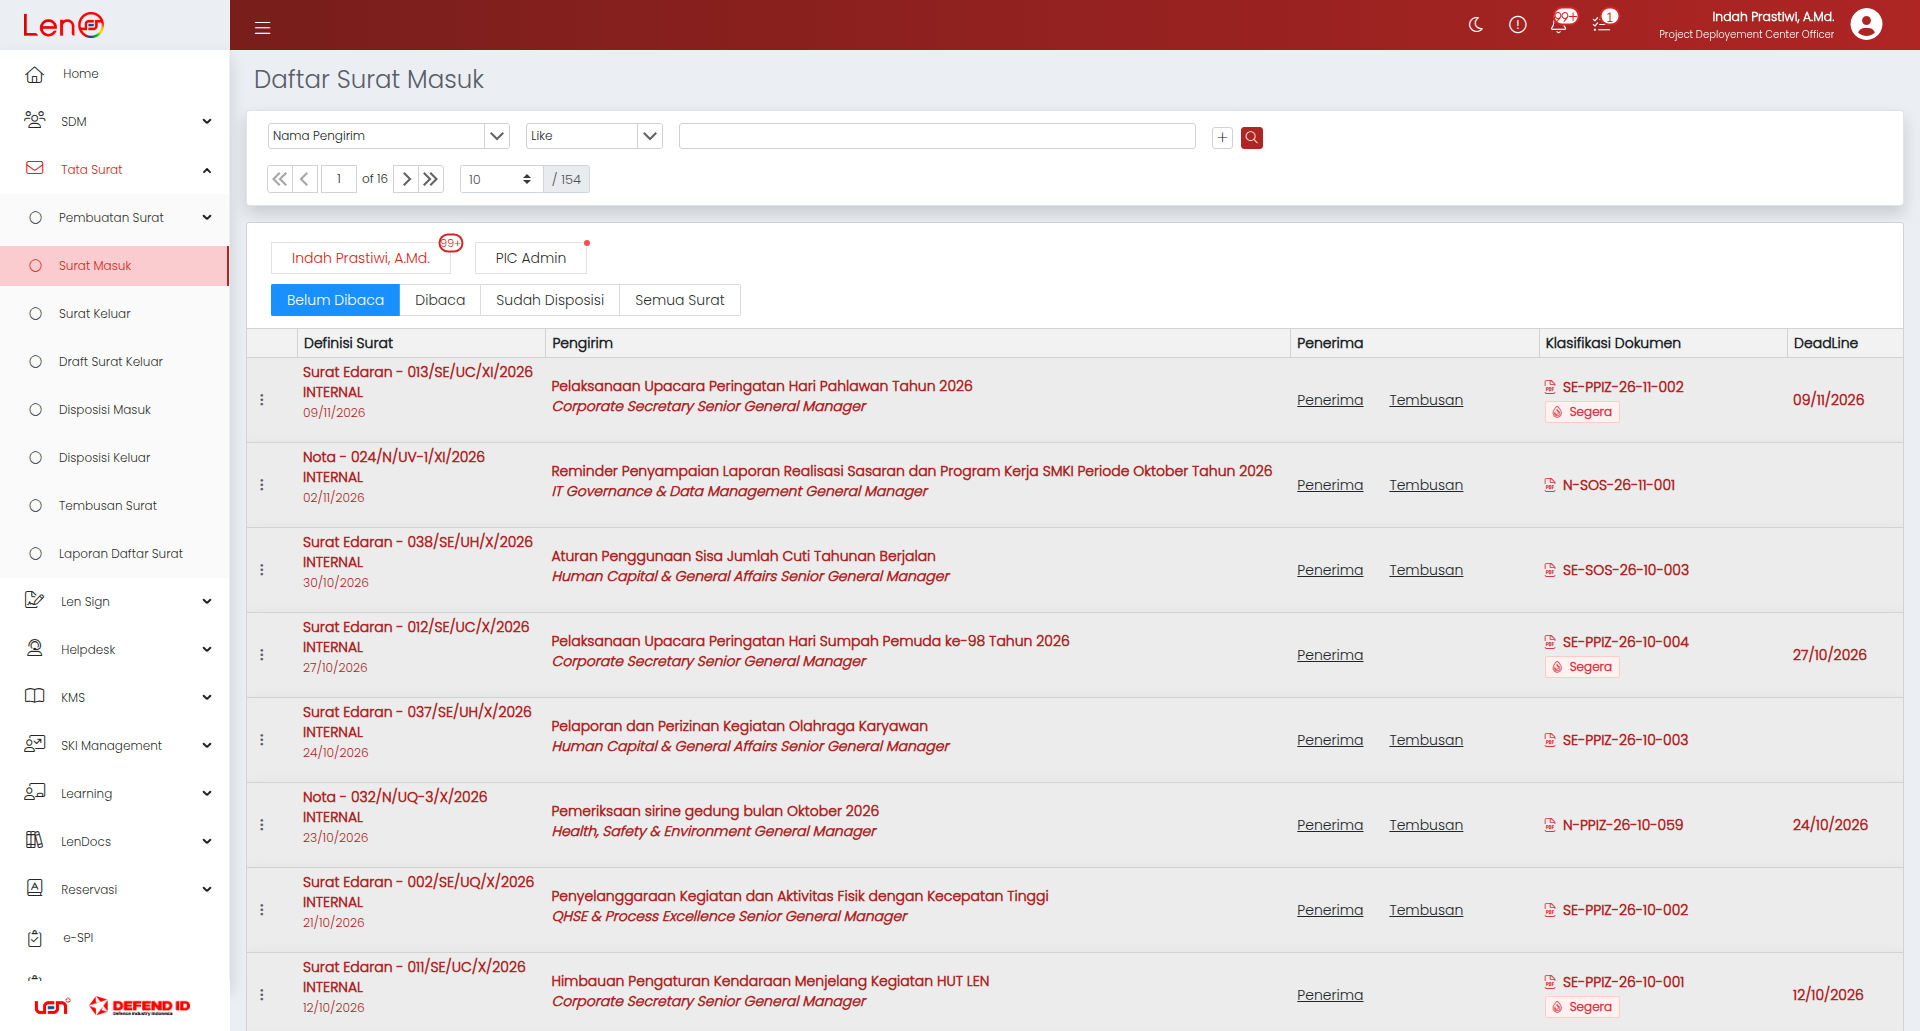 Len
99+
1
Indah Prastiwi, A.Md.
Project Deployement Center Officer
Home
SDM
Tata Surat
Pembuatan Surat
Surat Masuk
Surat Keluar
Draft Surat Keluar
Disposisi Masuk
Disposisi Keluar
Tembusan Surat
Laporan Daftar Surat
Len Sign
Helpdesk
KMS
SKI Management
Learning
LenDocs
Reservasi
e-SPI
Len
DEFEND ID
Defence Industry Indonesia
Daftar Surat Masuk
Nama Pengirim
Like
1 of 16
10 / 154
Indah Prastiwi, A.Md.
99+
PIC Admin
Belum Dibaca
Dibaca
Sudah Disposisi
Semua Surat
Definisi Surat
Pengirim
Penerima
Klasifikasi Dokumen
DeadLine
Surat Edaran - 013/SE/UC/XI/2026
INTERNAL
09/11/2026
Pelaksanaan Upacara Peringatan Hari Pahlawan Tahun 2026
Corporate Secretary Senior General Manager
Penerima
Tembusan
SE-PPIZ-26-11-002
Segera
09/11/2026
Nota - 024/N/UV-1/XI/2026
INTERNAL
02/11/2026
Reminder Penyampaian Laporan Realisasi Sasaran dan Program Kerja SMKI Periode Oktober Tahun 2026
IT Governance & Data Management General Manager
Penerima
Tembusan
N-SOS-26-11-001
Surat Edaran - 038/SE/UH/X/2026
INTERNAL
30/10/2026
Aturan Penggunaan Sisa Jumlah Cuti Tahunan Berjalan
Human Capital & General Affairs Senior General Manager
Penerima
Tembusan
SE-SOS-26-10-003
Surat Edaran - 012/SE/UC/X/2026
INTERNAL
27/10/2026
Pelaksanaan Upacara Peringatan Hari Sumpah Pemuda ke-98 Tahun 2026
Corporate Secretary Senior General Manager
Penerima
SE-PPIZ-26-10-004
Segera
27/10/2026
Surat Edaran - 037/SE/UH/X/2026
INTERNAL
24/10/2026
Pelaporan dan Perizinan Kegiatan Olahraga Karyawan
Human Capital & General Affairs Senior General Manager
Penerima
Tembusan
SE-PPIZ-26-10-003
Nota - 032/N/UQ-3/X/2026
INTERNAL
23/10/2026
Pemeriksaan sirine gedung bulan Oktober 2026
Health, Safety & Environment General Manager
Penerima
Tembusan
N-PPIZ-26-10-059
24/10/2026
Surat Edaran - 002/SE/UQ/X/2026
INTERNAL
21/10/2026
Penyelanggaraan Kegiatan dan Aktivitas Fisik dengan Kecepatan Tinggi
QHSE & Process Excellence Senior General Manager
Penerima
Tembusan
SE-PPIZ-26-10-002
Surat Edaran - 011/SE/UC/X/2026
INTERNAL
12/10/2026
Himbauan Pengaturan Kendaraan Menjelang Kegiatan HUT LEN
Corporate Secretary Senior General Manager
Penerima
SE-PPIZ-26-10-001
Segera
12/10/2026